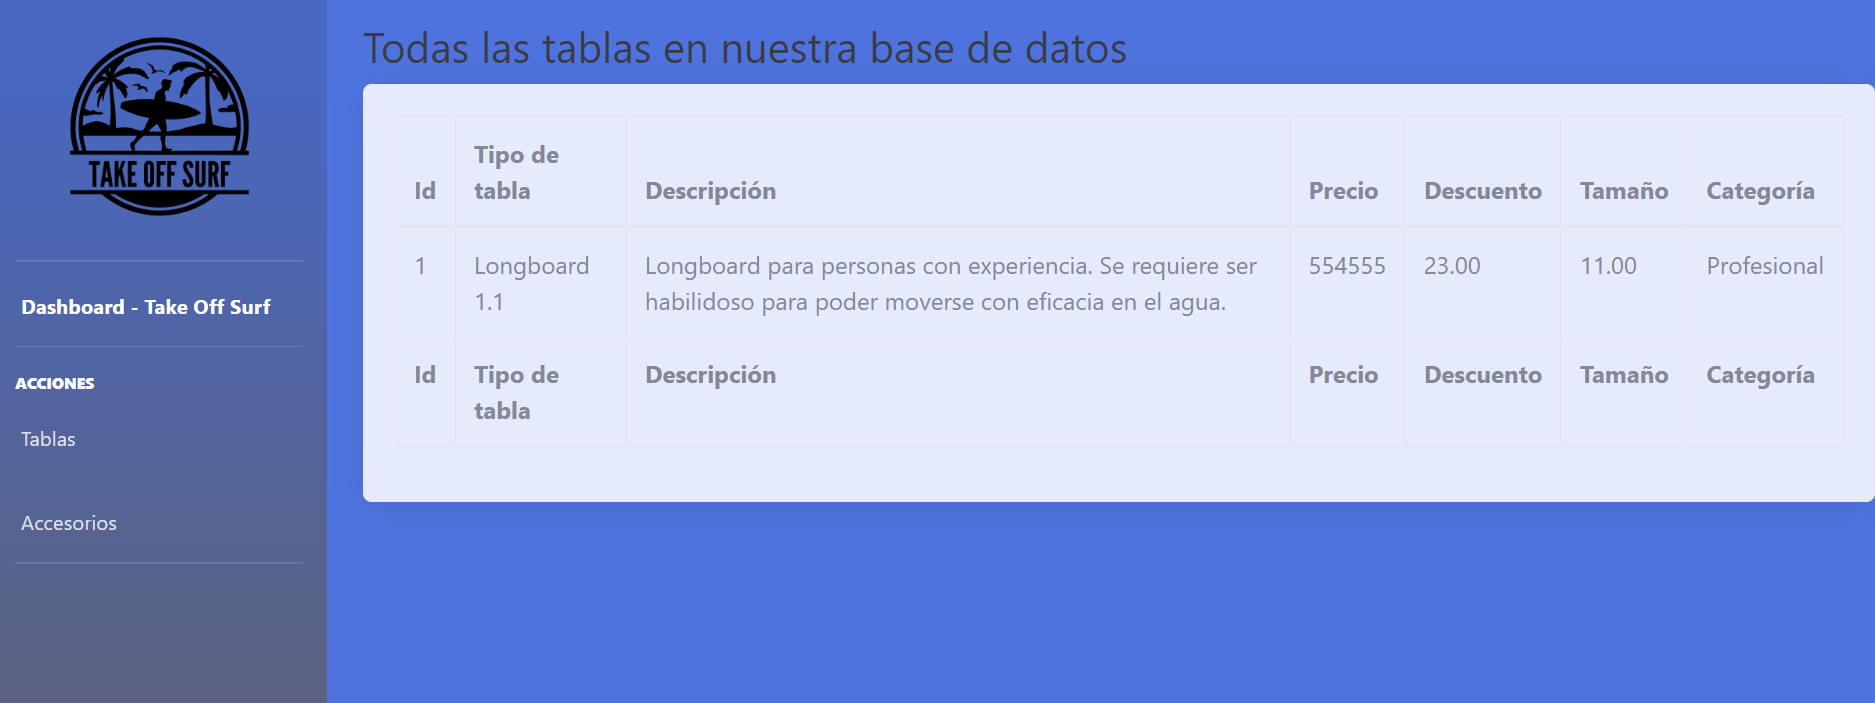 TAKE OFF SURF
Dashboard - Take Off Surf
ACCIONES
Tablas
Accesorios
Todas las tablas en nuestra base de datos
Id Tipo de tabla Descripción Precio Descuento Tamaño Categoría
1 Longboard 1.1 Longboard para personas con experiencia. Se requiere ser habilidoso para poder moverse con eficacia en el agua. 554555 23.00 11.00 Profesional
Id Tipo de tabla Descripción Precio Descuento Tamaño Categoría